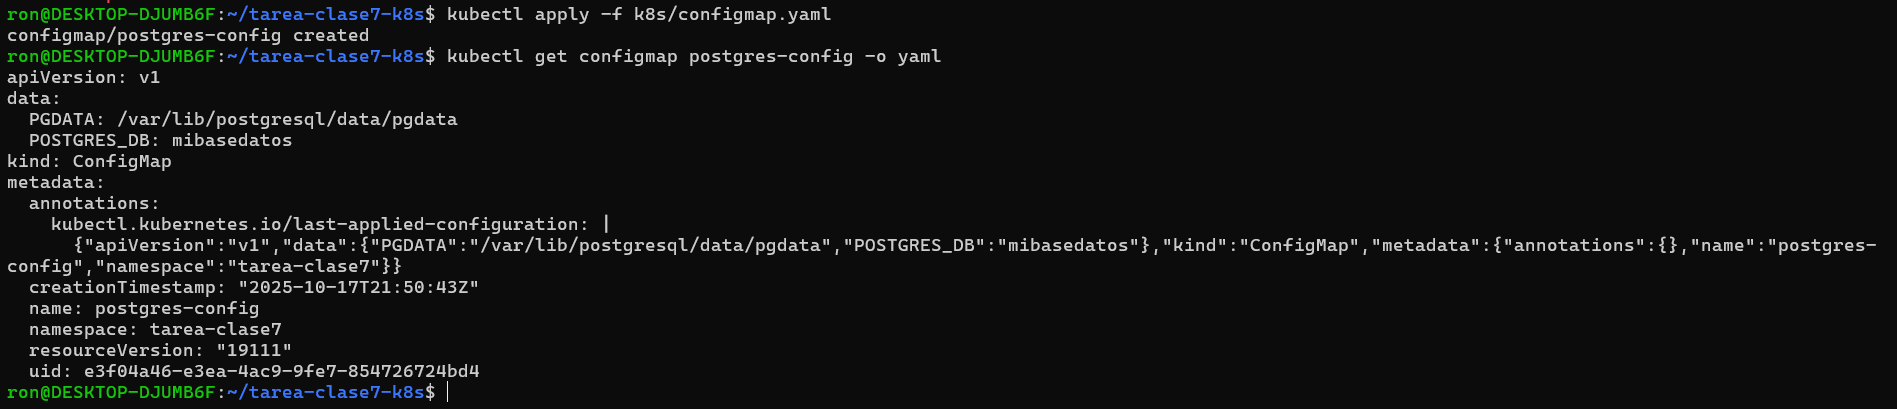 ron@DESKTOP-DJUMB6F:~/tarea-clase7-k8s$ kubectl apply -f k8s/configmap.yaml
configmap/postgres-config created
ron@DESKTOP-DJUMB6F:~/tarea-clase7-k8s$ kubectl get configmap postgres-config -o yaml
apiVersion: v1
data:
  PGDATA: /var/lib/postgresql/data/pgdata
  POSTGRES_DB: mibasedatos
kind: ConfigMap
metadata:
  annotations:
    kubectl.kubernetes.io/last-applied-configuration: |
      {"apiVersion":"v1","data":{"PGDATA":"/var/lib/postgresql/data/pgdata","POSTGRES_DB":"mibasedatos"},"kind":"ConfigMap","metadata":{"annotations":{},"name":"postgres-
config","namespace":"tarea-clase7"}}
  creationTimestamp: "2025-10-17T21:50:43Z"
  name: postgres-config
  namespace: tarea-clase7
  resourceVersion: "19111"
  uid: e3f04a46-e3ea-4ac9-9fe7-854726724bd4
ron@DESKTOP-DJUMB6F:~/tarea-clase7-k8s$